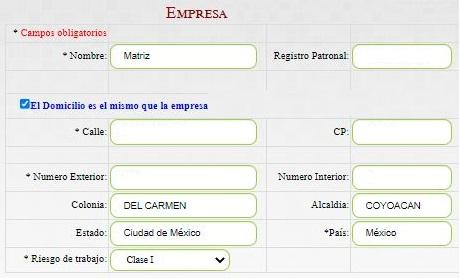 EMPRESA
* Campos obligatorios
* Nombre: Matriz Registro Patronal:
El Domicilio es el mismo que la empresa
* Calle: CP:
* Numero Exterior: Numero Interior:
Colonia: DEL CARMEN Alcaldia: COYOACAN
Estado: Ciudad de México *País: México
* Riesgo de trabajo: Clase I